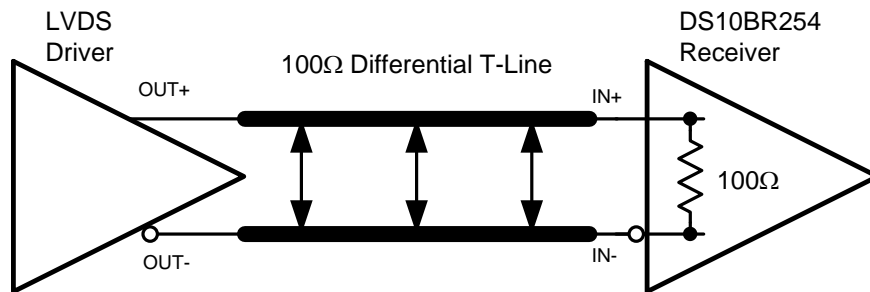 LVDS
Driver
DS10BR254
Receiver
100Ω Differential T-Line
OUT+
IN+
100Ω
OUT-
IN-